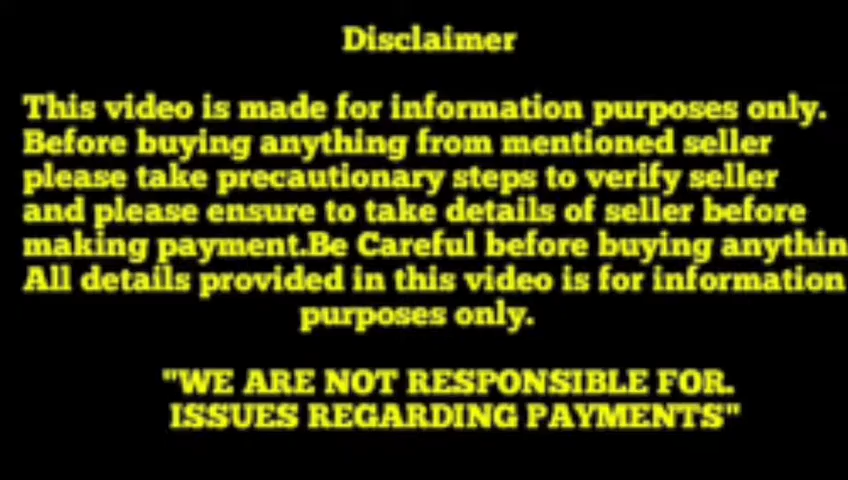 Disclaimer
This video is made for information purposes only.
Before buying anything from mentioned seller
please take precautionary steps to verify seller
and please ensure to take details of seller before
making payment.Be Careful before buying anythin
All details provided in this video is for information
purposes only.
"WE ARE NOT RESPONSIBLE FOR.
ISSUES REGARDING PAYMENTS"